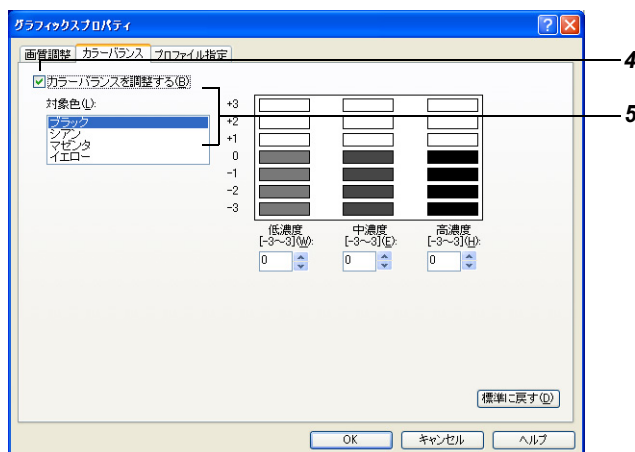 グラフィックスプロパティ
画質調整 カラーバランス プロファイル指定
4
カラーバランスを調整する(B)
5
対象色(L):
ブラック
シアン
マゼンタ
イエロー
+3
+2
+1
0
-1
-2
-3
低濃度 中濃度 高濃度
[-3~3](W): [-3~3](E): [-3~3](H):
0 0 0
標準に戻す(D)
OK キャンセル ヘルプ